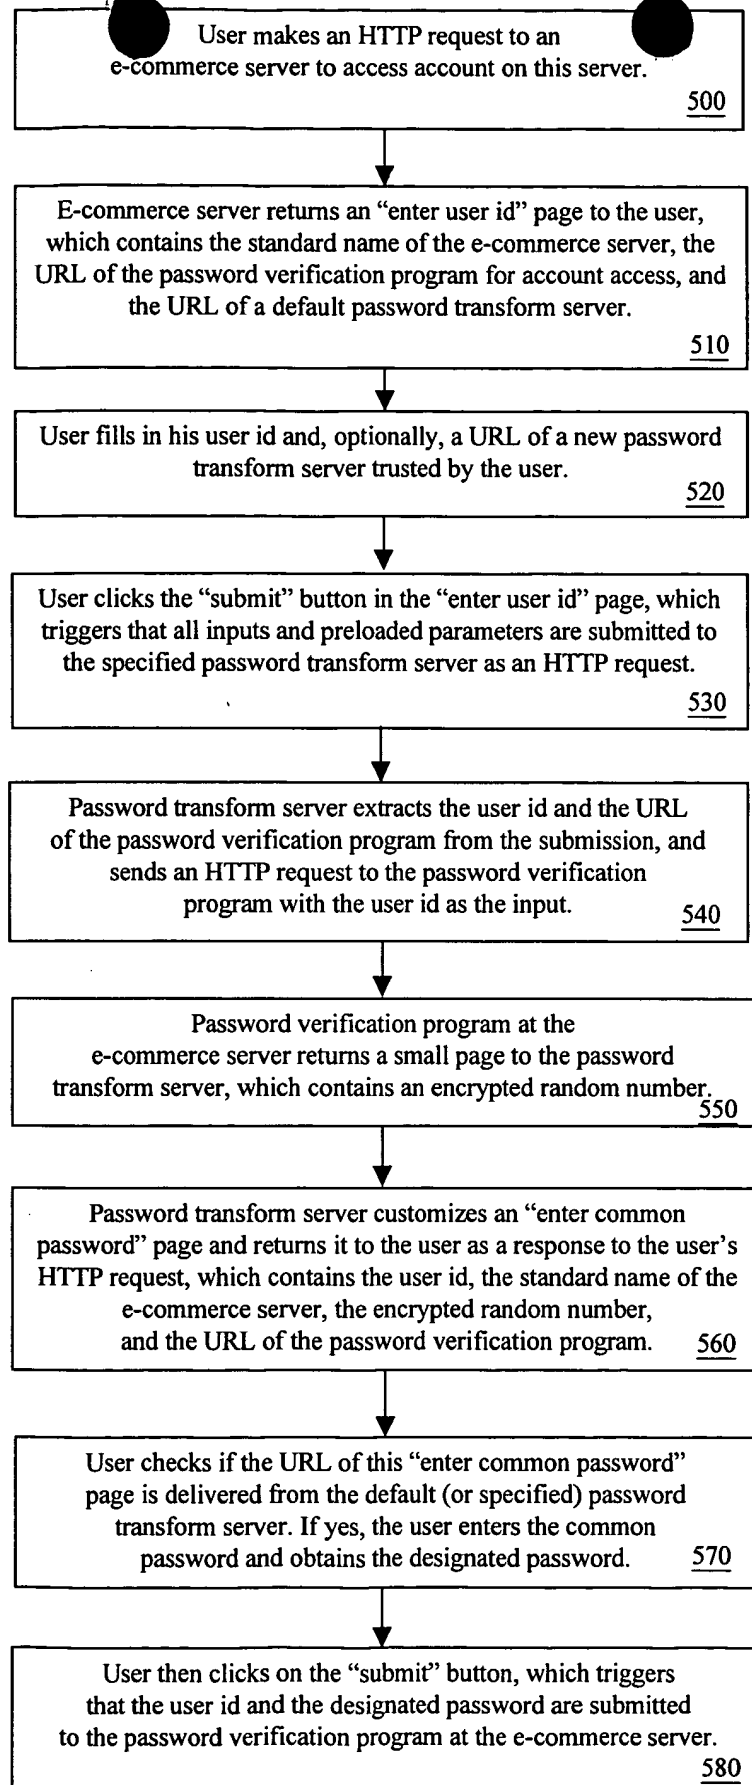 User makes an HTTP request to an
e-commerce server to access account on this server.
500
E-commerce server returns an “enter user id” page to the user,
which contains the standard name of the e-commerce server, the
URL of the password verification program for account access, and
the URL of a default password transform server.
510
User fills in his user id and, optionally, a URL of a new password
transform server trusted by the user.
520
User clicks the “submit” button in the “enter user id” page, which
triggers that all inputs and preloaded parameters are submitted to
the specified password transform server as an HTTP request.
530
Password transform server extracts the user id and the URL
of the password verification program from the submission, and
sends an HTTP request to the password verification
program with the user id as the input.
540
Password verification program at the
e-commerce server returns a small page to the password
transform server, which contains an encrypted random number.
550
Password transform server customizes an “enter common
password” page and returns it to the user as a response to the user's
HTTP request, which contains the user id, the standard name of the
e-commerce server, the encrypted random number,
and the URL of the password verification program.
560
User checks if the URL of this “enter common password”
page is delivered from the default (or specified) password
transform server. If yes, the user enters the common
password and obtains the designated password.
570
User then clicks on the “submit” button, which triggers
that the user id and the designated password are submitted
to the password verification program at the e-commerce server.
580